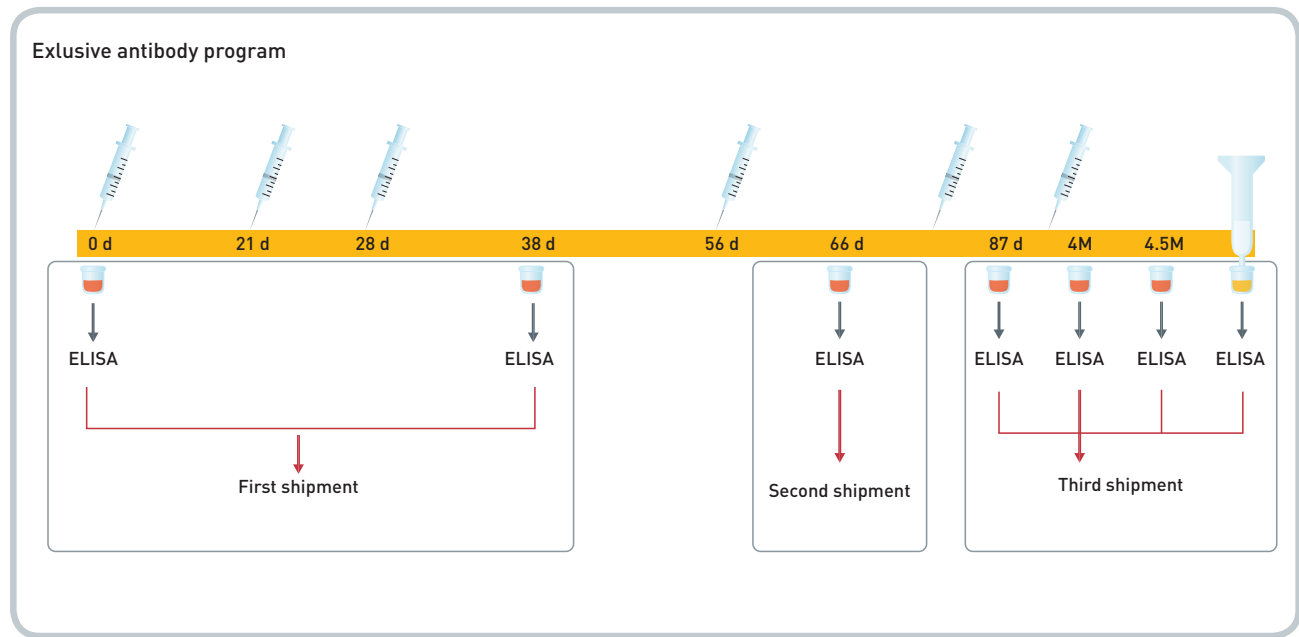 Exlusive antibody program
0 d 21 d 28 d 38 d 56 d 66 d 87 d 4M 4.5M
ELISA ELISA ELISA ELISA ELISA ELISA ELISA
First shipment Second shipment Third shipment